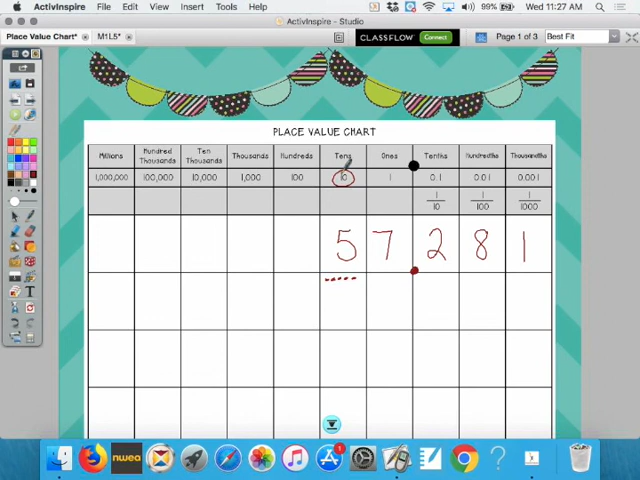 ActivInspire File Edit View Insert Tools Help 99% Wed 11:27 AM
ActivInspire - Studio
Place Value Chart* M1L5* CLASSFLOW Connect Page 1 of 3 Best Fit
PLACE VALUE CHART
Millions Hundred Thousands Ten Thousands Thousands Hundreds Tens Ones Tenths Hundredths Thousandths
1,000,000 100,000 10,000 1,000 100 10 1 0.1 0.01 0.001
1/10 1/100 1/1000
5 7 . 2 8 1
nwea 1 ?